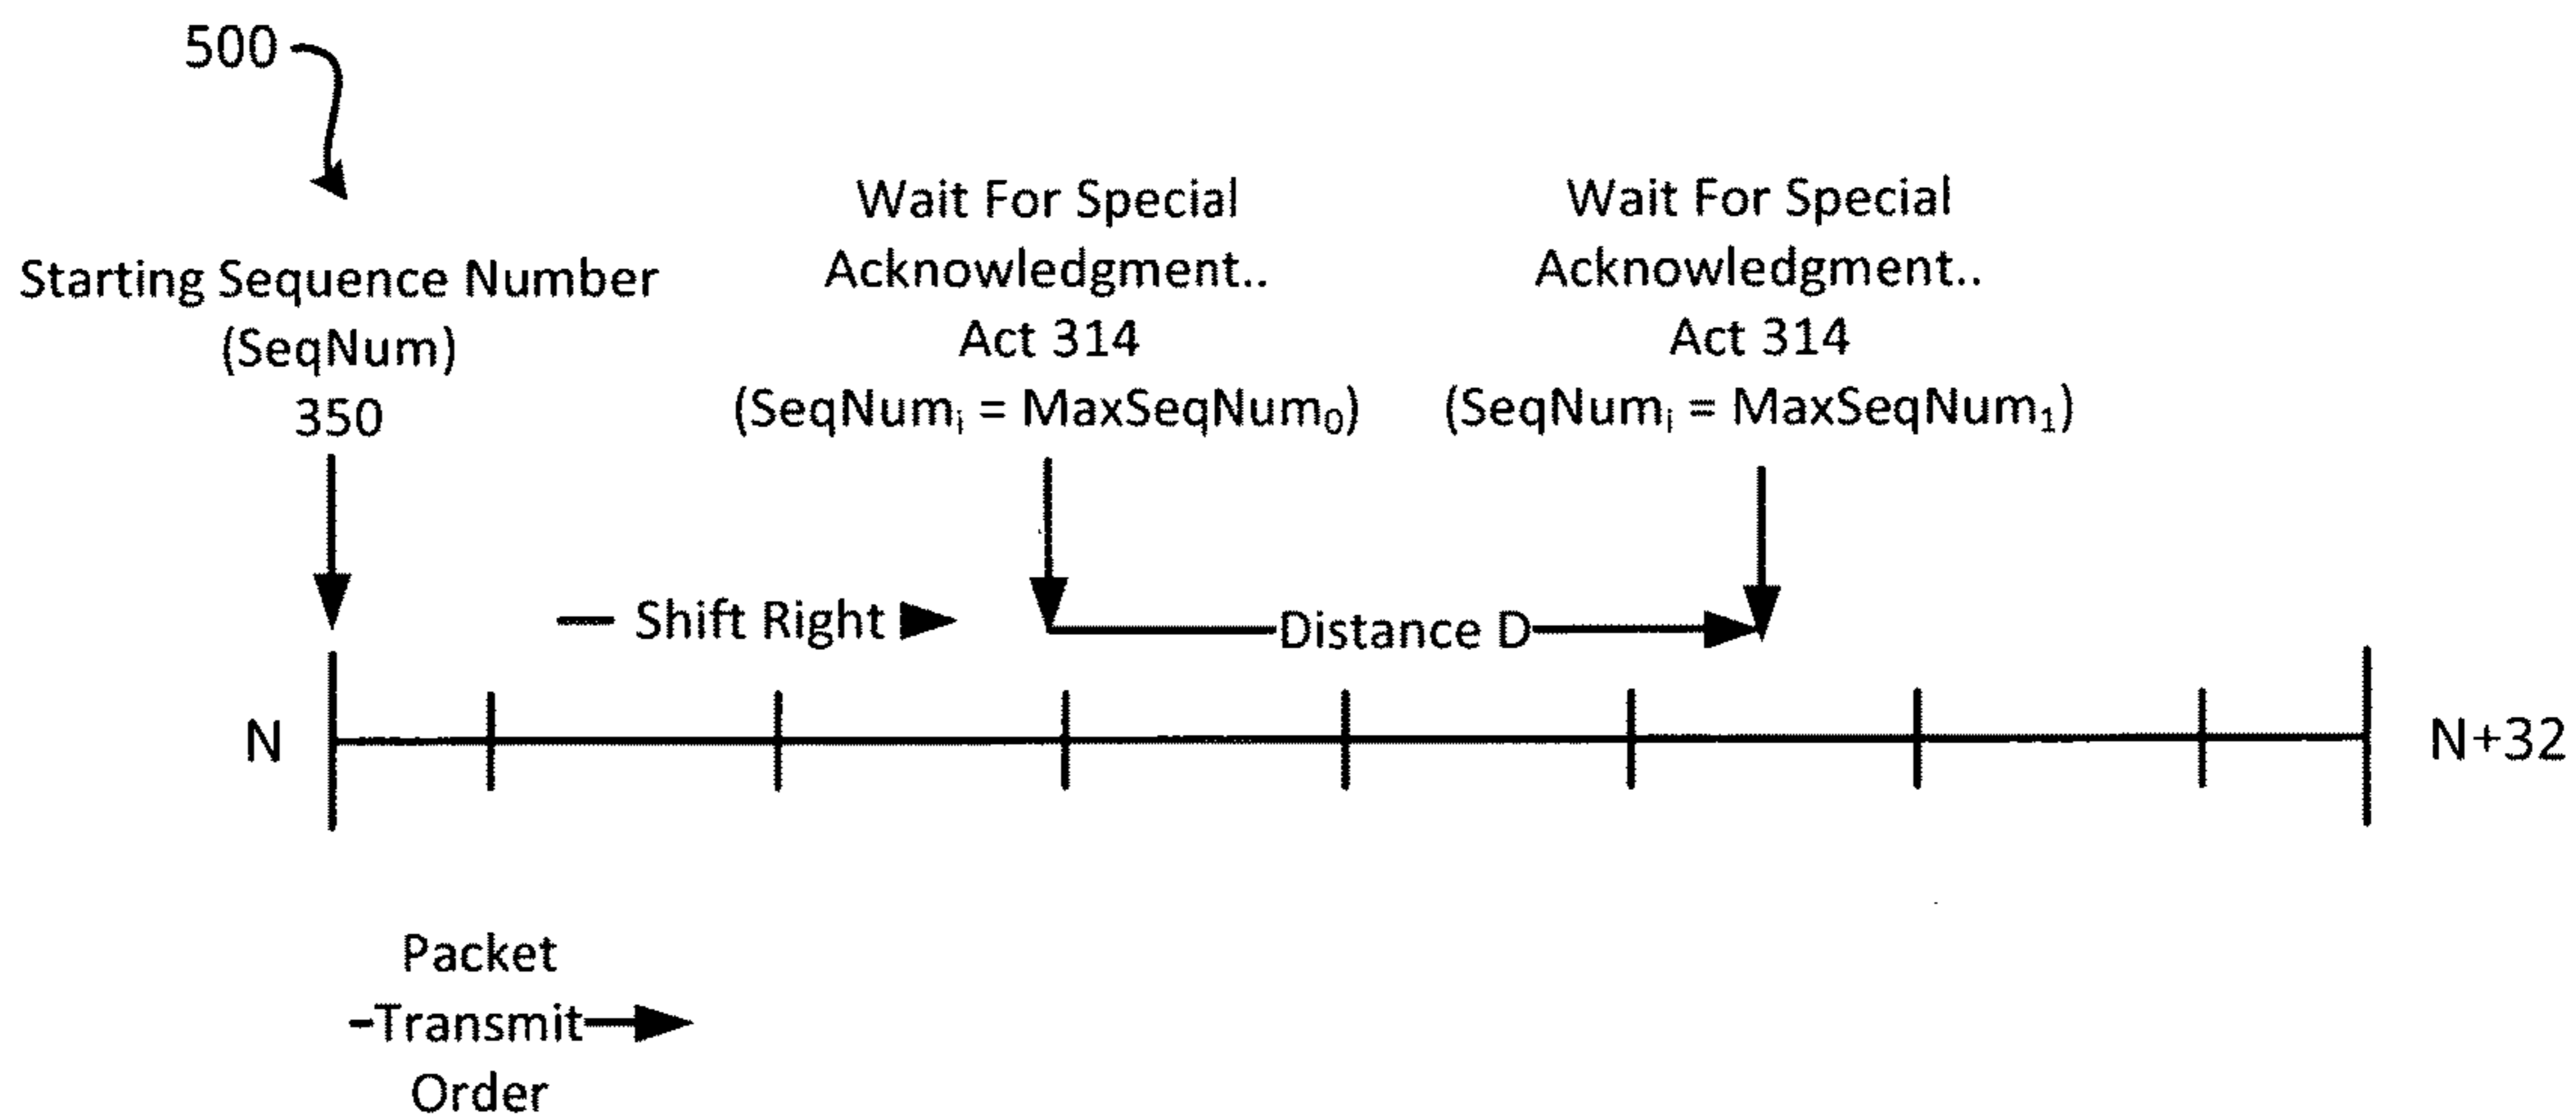 500
Starting Sequence Number
(SeqNum)
350
Wait For Special
Acknowledgment..
Act 314
(SeqNumᵢ = MaxSeqNum₀)
Wait For Special
Acknowledgment..
Act 314
(SeqNumᵢ = MaxSeqNum₁)
Shift Right
Distance D
N
N+32
Packet
Transmit
Order